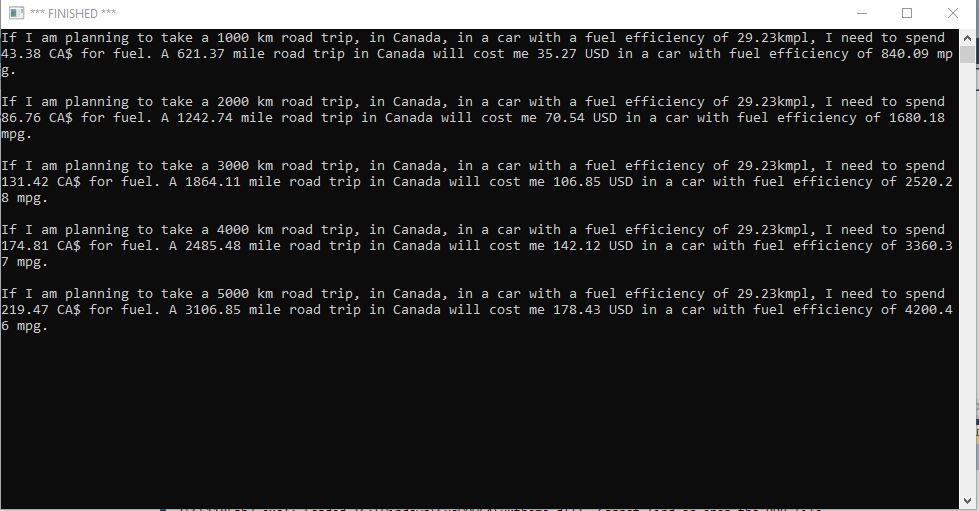 *** FINISHED ***
If I am planning to take a 1000 km road trip, in Canada, in a car with a fuel efficiency of 29.23kmpl, I need to spend
43.38 CA$ for fuel. A 621.37 mile road trip in Canada will cost me 35.27 USD in a car with fuel efficiency of 840.09 mp
g.
If I am planning to take a 2000 km road trip, in Canada, in a car with a fuel efficiency of 29.23kmpl, I need to spend
86.76 CA$ for fuel. A 1242.74 mile road trip in Canada will cost me 70.54 USD in a car with fuel efficiency of 1680.18
mpg.
If I am planning to take a 3000 km road trip, in Canada, in a car with a fuel efficiency of 29.23kmpl, I need to spend
131.42 CA$ for fuel. A 1864.11 mile road trip in Canada will cost me 106.85 USD in a car with fuel efficiency of 2520.2
8 mpg.
If I am planning to take a 4000 km road trip, in Canada, in a car with a fuel efficiency of 29.23kmpl, I need to spend
174.81 CA$ for fuel. A 2485.48 mile road trip in Canada will cost me 142.12 USD in a car with fuel efficiency of 3360.3
7 mpg.
If I am planning to take a 5000 km road trip, in Canada, in a car with a fuel efficiency of 29.23kmpl, I need to spend
219.47 CA$ for fuel. A 3106.85 mile road trip in Canada will cost me 178.43 USD in a car with fuel efficiency of 4200.4
6 mpg.